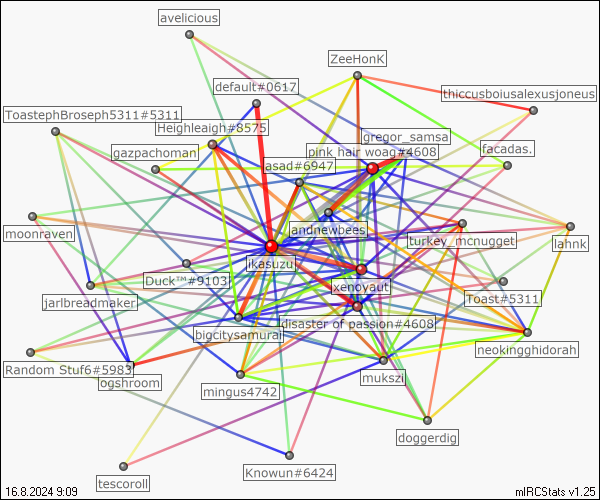 avelicious
ZeeHonK
default#0617
thiccusboiusalexusjoneus
ToastephBroseph5311#5311
Heighleaigh#8575
gregor_samsa
gazpachoman
pink hair woag#4608
facadas.
asad#6947
moonraven
andnewbees
turkey_mcnugget
lahnk
ikasuzu
xenoyaut
Duck™#9103
Toast#5311
jarlbreadmaker
bigcitysamurai
disaster of passion#4608
neokingghidorah
Random Stuf6#5983
ogshroom
mingus4742
mukszi
doggerdig
tescoroll
Knowun#6424
16.8.2024 9:09
mIRCStats v1.25